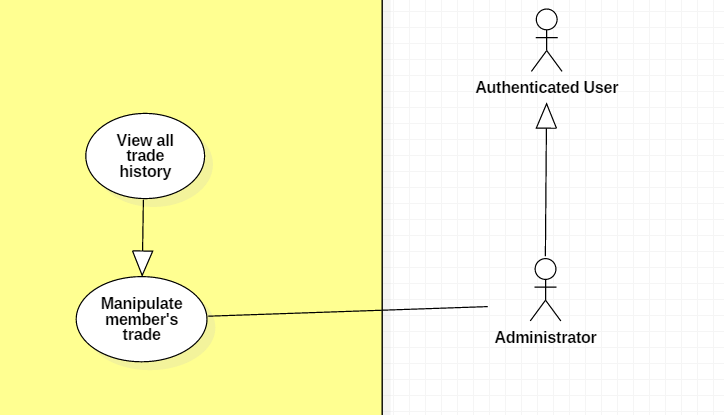 Authenticated User
View all
trade
history
Manipulate
member's
trade
Administrator